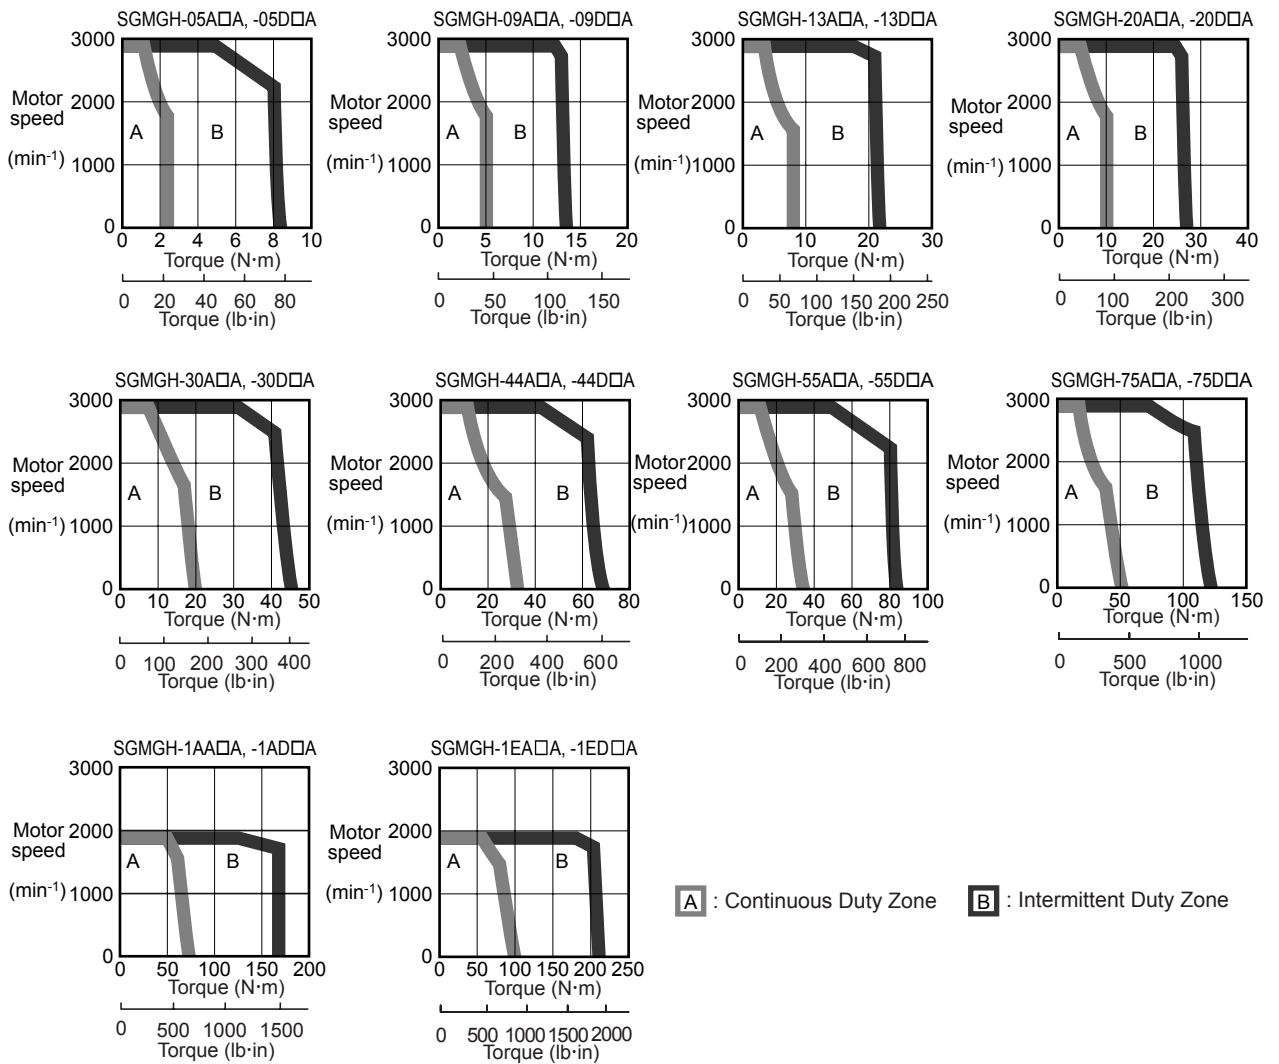 SGMGH-05A□A, -05D□A
3000
Motor
speed
2000
A
B
(min-1)
1000
0
0 2 4 6 8 10
Torque (N·m)
0 20 40 60 80
Torque (lb·in)
SGMGH-09A□A, -09D□A
3000
Motor
speed
2000
A
B
(min-1)
1000
0
0 5 10 15 20
Torque (N·m)
0 50 100 150
Torque (lb·in)
SGMGH-13A□A, -13D□A
3000
Motor
speed
2000
A
B
(min-1)
1000
0
0 10 20 30
Torque (N·m)
0 50 100 150 200 250
Torque (lb·in)
SGMGH-20A□A, -20D□A
3000
Motor
speed
2000
A
B
(min-1)
1000
0
0 10 20 30 40
Torque (N·m)
0 100 200 300
Torque (lb·in)
SGMGH-30A□A, -30D□A
3000
Motor
speed
2000
A
B
(min-1)
1000
0
0 10 20 30 40 50
Torque (N·m)
0 100 200 300 400
Torque (lb·in)
SGMGH-44A□A, -44D□A
3000
Motor
speed
2000
A
B
(min-1)
1000
0
0 20 40 60 80
Torque (N·m)
0 200 400 600
Torque (lb·in)
SGMGH-55A□A, -55D□A
3000
Motor
speed
2000
A
B
(min-1)
1000
0
0 20 40 60 80 100
Torque (N·m)
0 200 400 600 800
Torque (lb·in)
SGMGH-75A□A, -75D□A
3000
Motor
speed
2000
A
B
(min-1)
1000
0
0 50 100 150
Torque (N·m)
0 500 1000
Torque (lb·in)
SGMGH-1AA□A, -1AD□A
3000
Motor
speed
2000
A
B
(min-1)
1000
0
0 50 100 150 200
Torque (N·m)
0 500 1000 1500
Torque (lb·in)
SGMGH-1EA□A, -1ED□A
3000
Motor
speed
2000
A
B
(min-1)
1000
0
0 50 100 150 200 250
Torque (N·m)
0 500 1000 1500 2000
Torque (lb·in)
A : Continuous Duty Zone
B : Intermittent Duty Zone